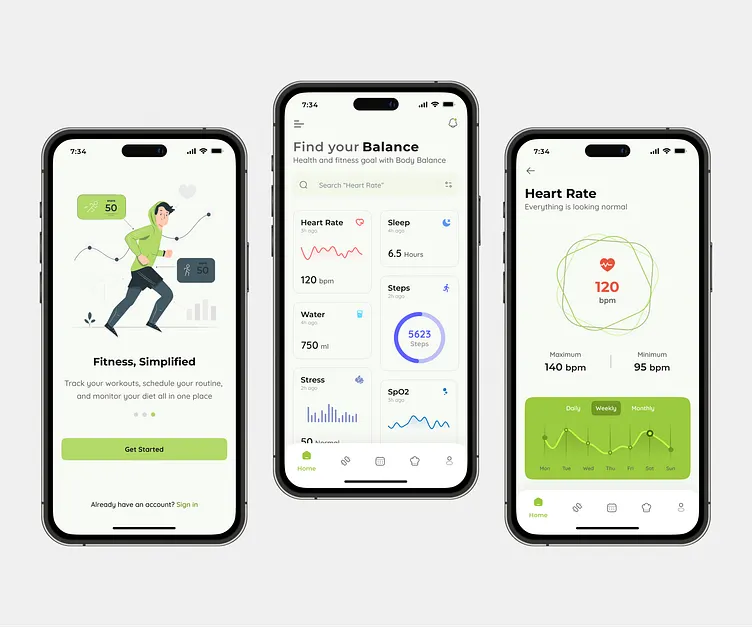 7:34
50
50
Fitness, Simplified
Track your workouts, schedule your routine,
and monitor your diet all in one place
Get Started
Already have an account? Sign in
7:34
Find your Balance
Health and fitness goal with Body Balance
Search "Heart Rate"
Heart Rate
3h ago
120 bpm
Sleep
4h ago
6.5 Hours
Water
4h ago
750 ml
Steps
2h ago
5623
Steps
Stress
2h ago
50 Normal
SpO2
3h ago
Home
7:34
Heart Rate
Everything is looking normal
120
bpm
Maximum
140 bpm
Minimum
95 bpm
Daily Weekly Monthly
Mon Tue Wed Thu Fri Sat Sun
Home